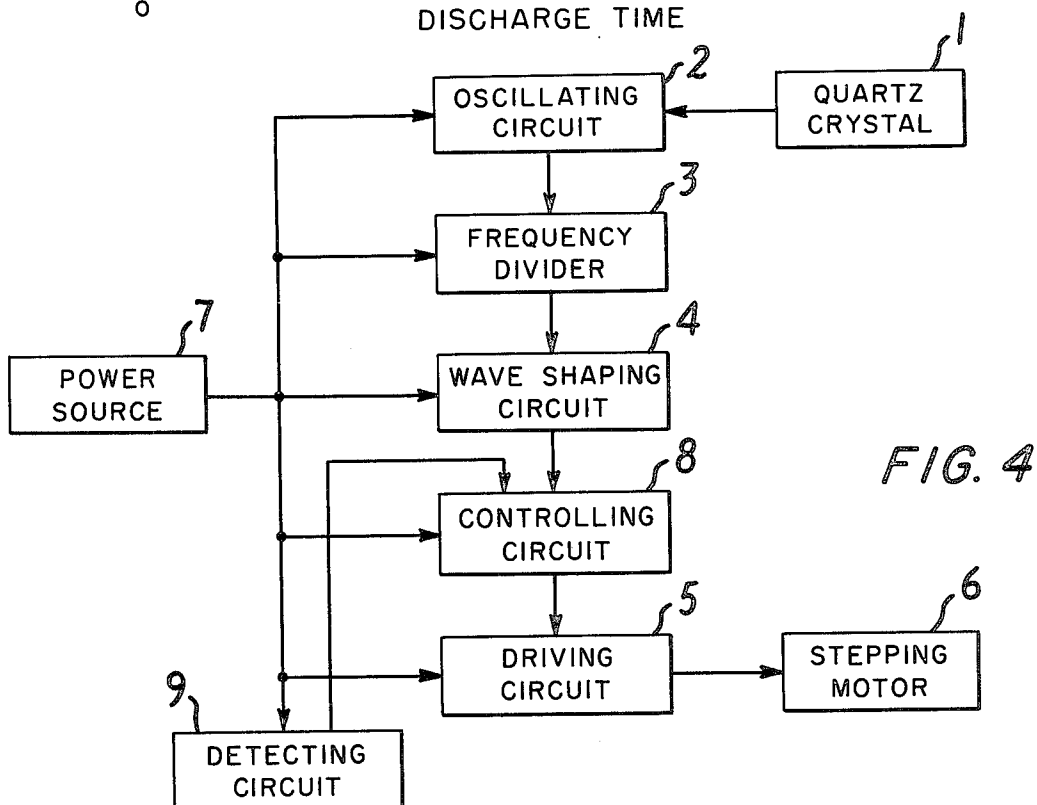 0
DISCHARGE TIME
1
2
OSCILLATING
CIRCUIT
QUARTZ
CRYSTAL
3
FREQUENCY
DIVIDER
7
4
POWER
SOURCE
WAVE SHAPING
CIRCUIT
8
FIG. 4
CONTROLLING
CIRCUIT
5
6
DRIVING
CIRCUIT
STEPPING
MOTOR
9
DETECTING
CIRCUIT